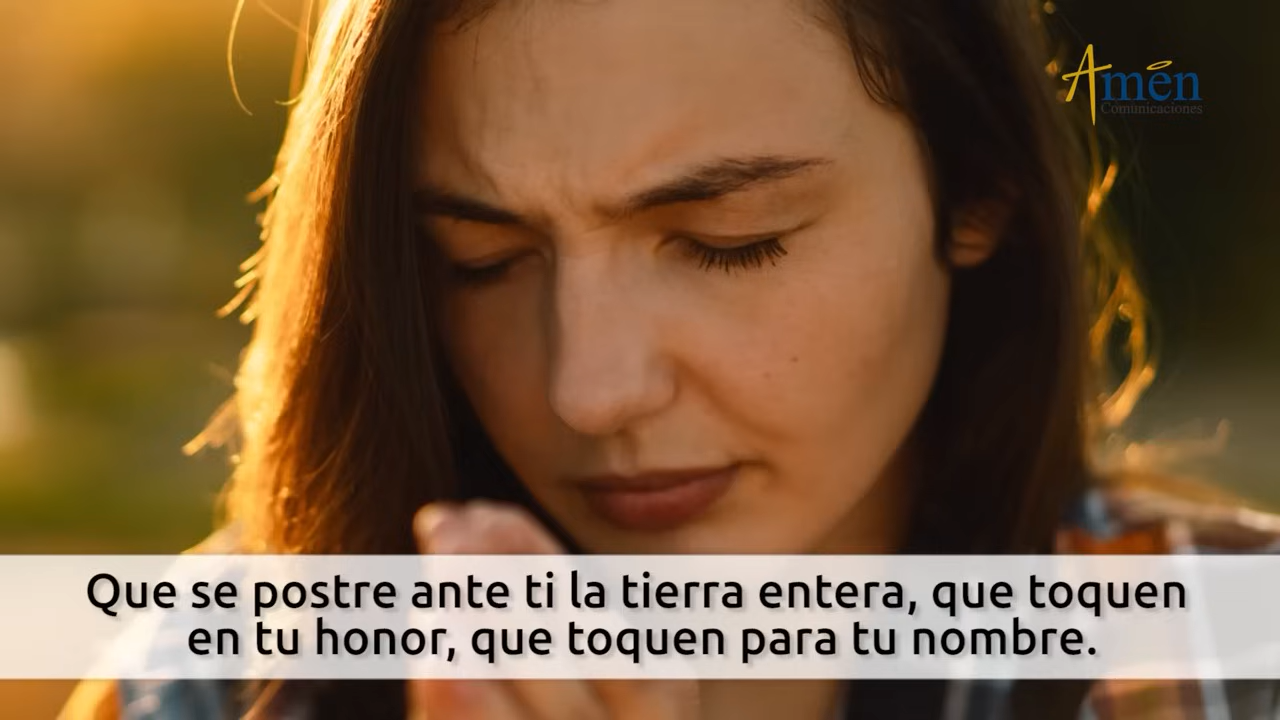 Amén
Comunicaciones
Que se postre ante ti la tierra entera, que toquen
en tu honor, que toquen para tu nombre.